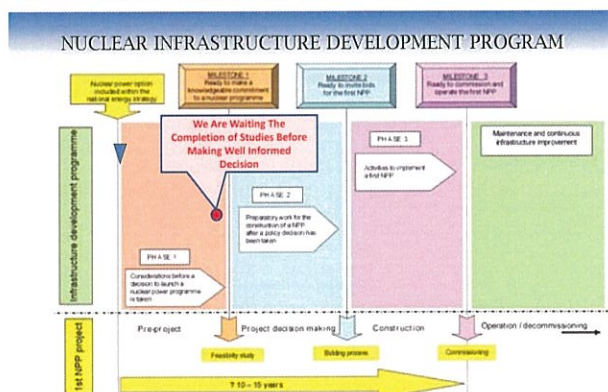 NUCLEAR INFRASTRUCTURE DEVELOPMENT PROGRAM
Nuclear power option
included within the
national energy strategy
MILESTONE 1
Ready to make a
knowledgeable commitment
to a nuclear programme
MILESTONE 2
Ready to invite bids
for the first NPP
MILESTONE 3
Ready to commission and
operate the first NPP
We Are Waiting The
Completion of Studies Before
Making Well Informed
Decision
Infrastructure development programme
PHASE 1
Considerations before a
decision to launch a
nuclear power programme
is taken
PHASE 2
Preparatory work for the
construction of a NPP
after a policy decision has
been taken
PHASE 3
Activities to implement
a first NPP
Maintenance and continuous
infrastructure improvement
1st NPP project
Pre-project
Project decision making
Construction
Operation / decommissioning
Feasibility study
Bidding process
Commissioning
? 10 – 15 years